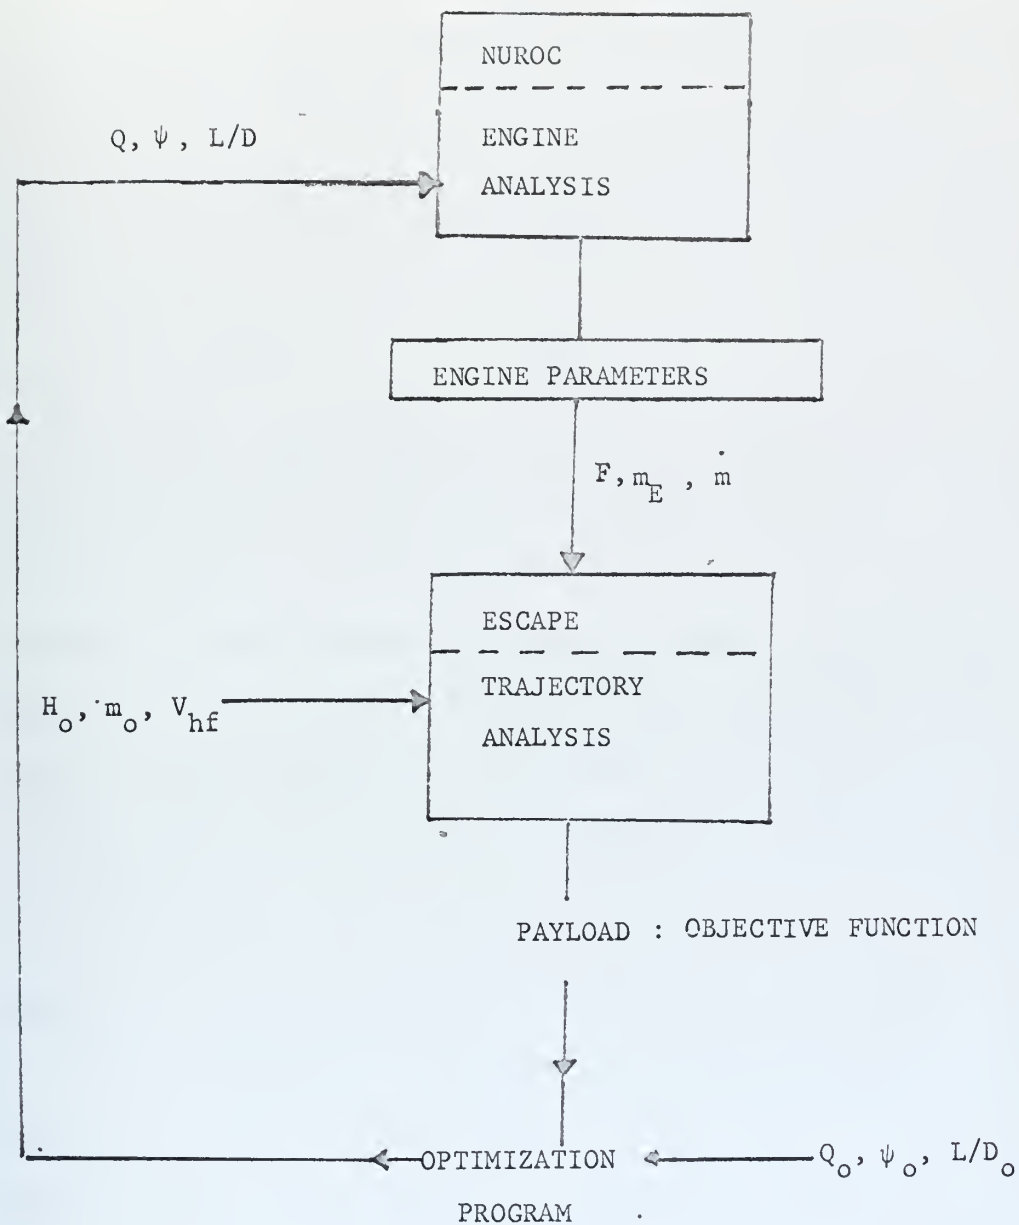 NUROC
Q, ψ, L/D
ENGINE
ANALYSIS
ENGINE PARAMETERS
F, m_E, ṁ
ESCAPE
TRAJECTORY
ANALYSIS
H_o, m_o, V_hf
PAYLOAD : OBJECTIVE FUNCTION
OPTIMIZATION
PROGRAM
Q_o, ψ_o, L/D_o